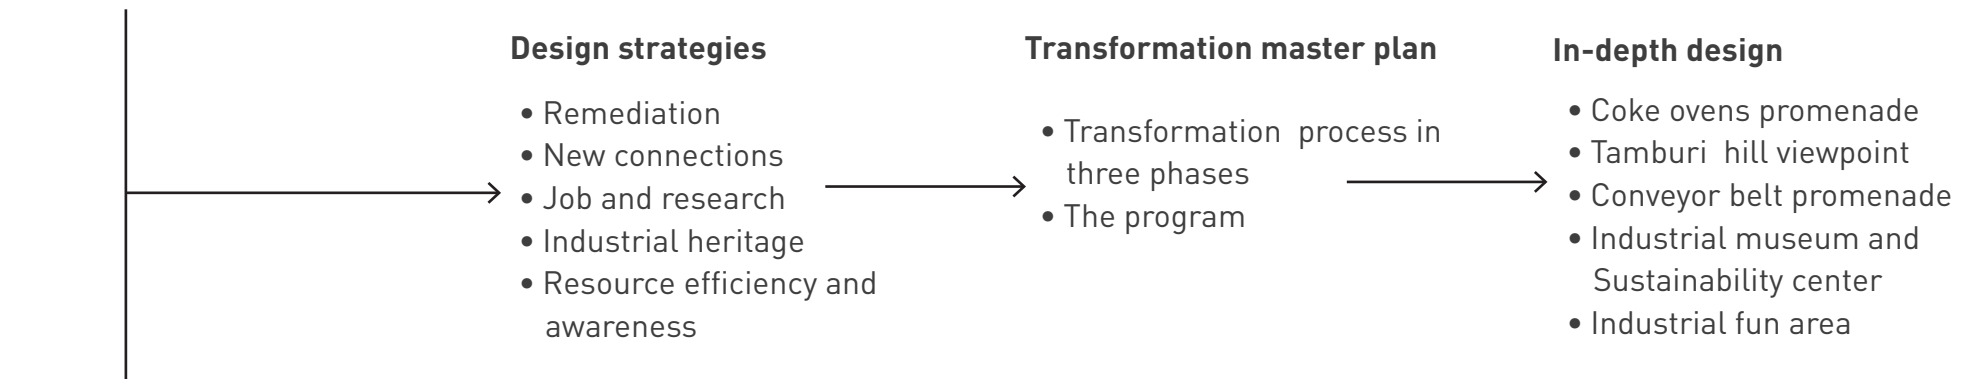 Design strategies
• Remediation
• New connections
• Job and research
• Industrial heritage
• Resource efficiency and
awareness
Transformation master plan
• Transformation  process in
three phases
• The program
In-depth design
• Coke ovens promenade
• Tamburi  hill viewpoint
• Conveyor belt promenade
• Industrial museum and
Sustainability center
• Industrial fun area